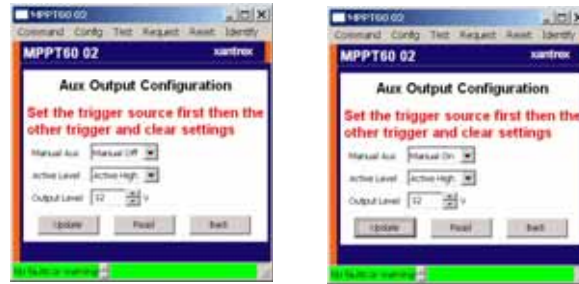 MPPT60 02
Command Config Test Request Reset Identify
MPPT60 02 xantrex
Aux Output Configuration
Set the trigger source first then the
other trigger and clear settings
Manual Aux Manual Off
Active Level Active High
Output Level 12 V
Update Read Back
No faults or warnings
MPPT60 02
Command Config Test Request Reset Identify
MPPT60 02 xantrex
Aux Output Configuration
Set the trigger source first then the
other trigger and clear settings
Manual Aux Manual On
Active Level Active High
Output Level 12 V
Update Read Back
No faults or warnings